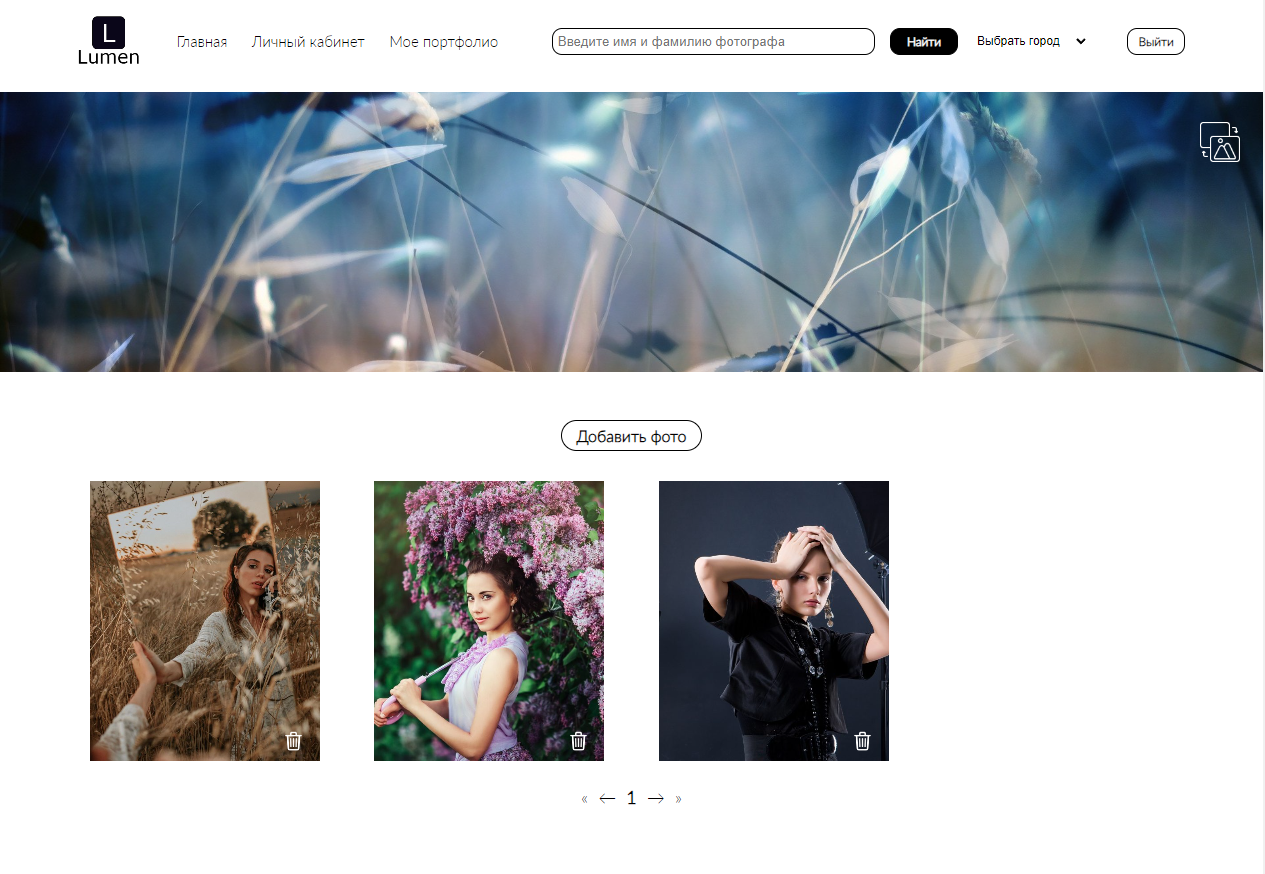 L
Lumen
Главная Личный кабинет Мое портфолио Введите имя и фамилию фотографа Найти Выбрать город Выйти
Добавить фото
« ← 1 → »